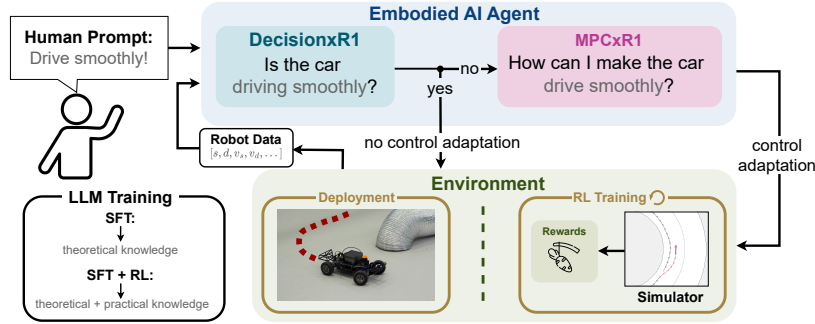 Embodied AI Agent
Human Prompt:
Drive smoothly!
DecisionxR1
Is the car
driving smoothly?
no
yes
MPCxR1
How can I make the car
drive smoothly?
no control adaptation
control
adaptation
Robot Data
[s, d, v_s, v_d, . . . ]
LLM Training
SFT:
theoretical knowledge
SFT + RL:
theoretical + practical knowledge
Environment
Deployment
RL Training
Rewards
Simulator